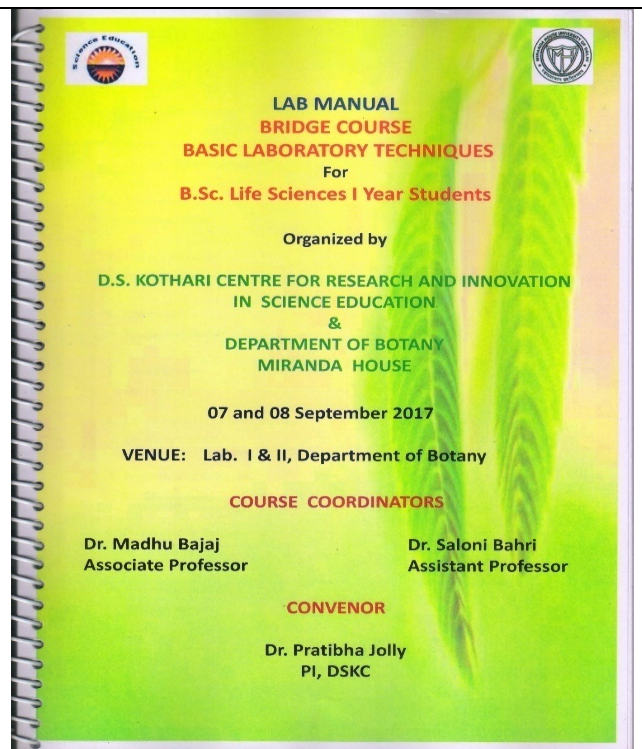 Science Education
LAB MANUAL
BRIDGE COURSE
BASIC LABORATORY TECHNIQUES
For
B.Sc. Life Sciences I Year Students
Organized by
D.S. KOTHARI CENTRE FOR RESEARCH AND INNOVATION
IN SCIENCE EDUCATION
&
DEPARTMENT OF BOTANY
MIRANDA HOUSE
07 and 08 September 2017
VENUE: Lab. I & II, Department of Botany
COURSE COORDINATORS
Dr. Madhu Bajaj Dr. Saloni Bahri
Associate Professor Assistant Professor
CONVENOR
Dr. Pratibha Jolly
PI, DSKC